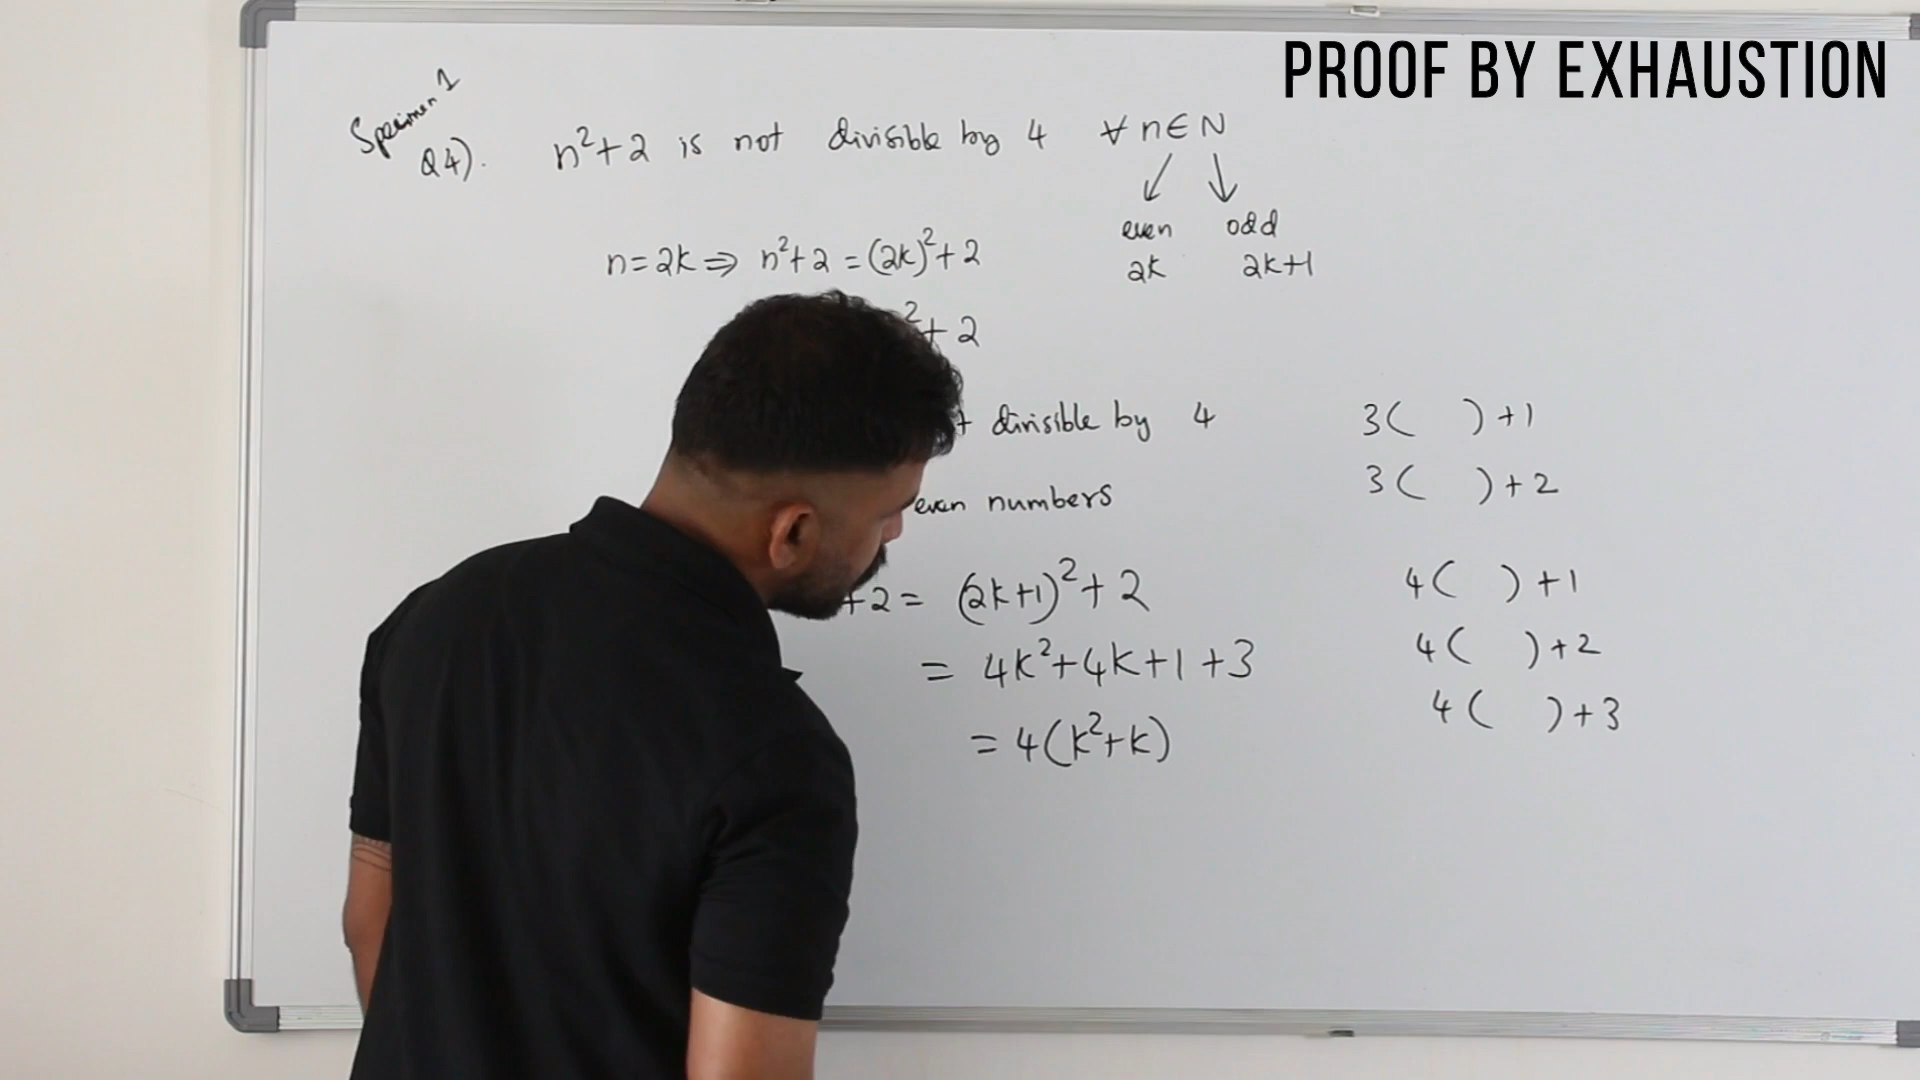 PROOF BY EXHAUSTION
Specimen 1
Q4). n²+2 is not divisible by 4 ∀ n∈N
↙ ↘
even odd
2k 2k+1
n=2k ⇒ n²+2 = (2k)²+2
²+2
divisible by 4
even numbers
+2 = (2k+1)²+2
= 4k²+4k+1+3
= 4(k²+k)
3( )+1
3( )+2
4( )+1
4( )+2
4( )+3